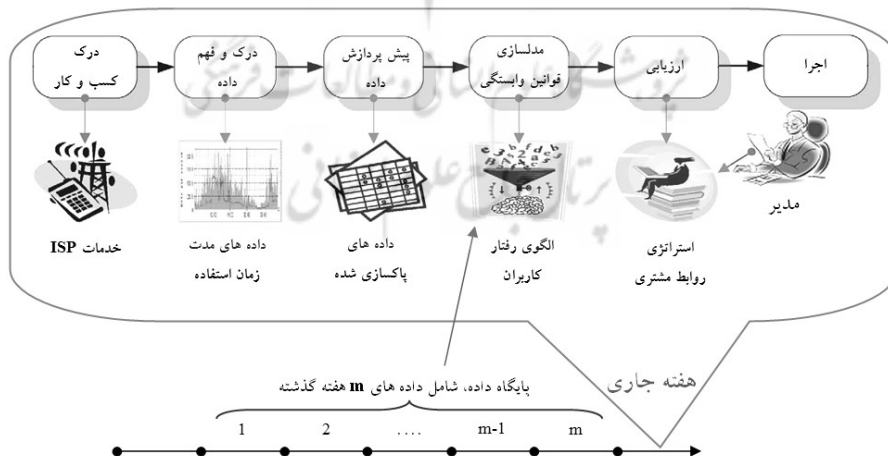 درک
کسب و کار
درک و فهم
داده
پیش پردازش
داده
مدلسازی
قوانین وابستگی
ارزیابی
اجرا
خدمات ISP
داده های مدت
زمان استفاده
داده های
پاکسازی شده
الگوی رفتار
کاربران
استراتژی
روابط مشتری
مدیر
هفته جاری
پایگاه داده، شامل داده های m هفته گذشته
1 2 .... m-1 m